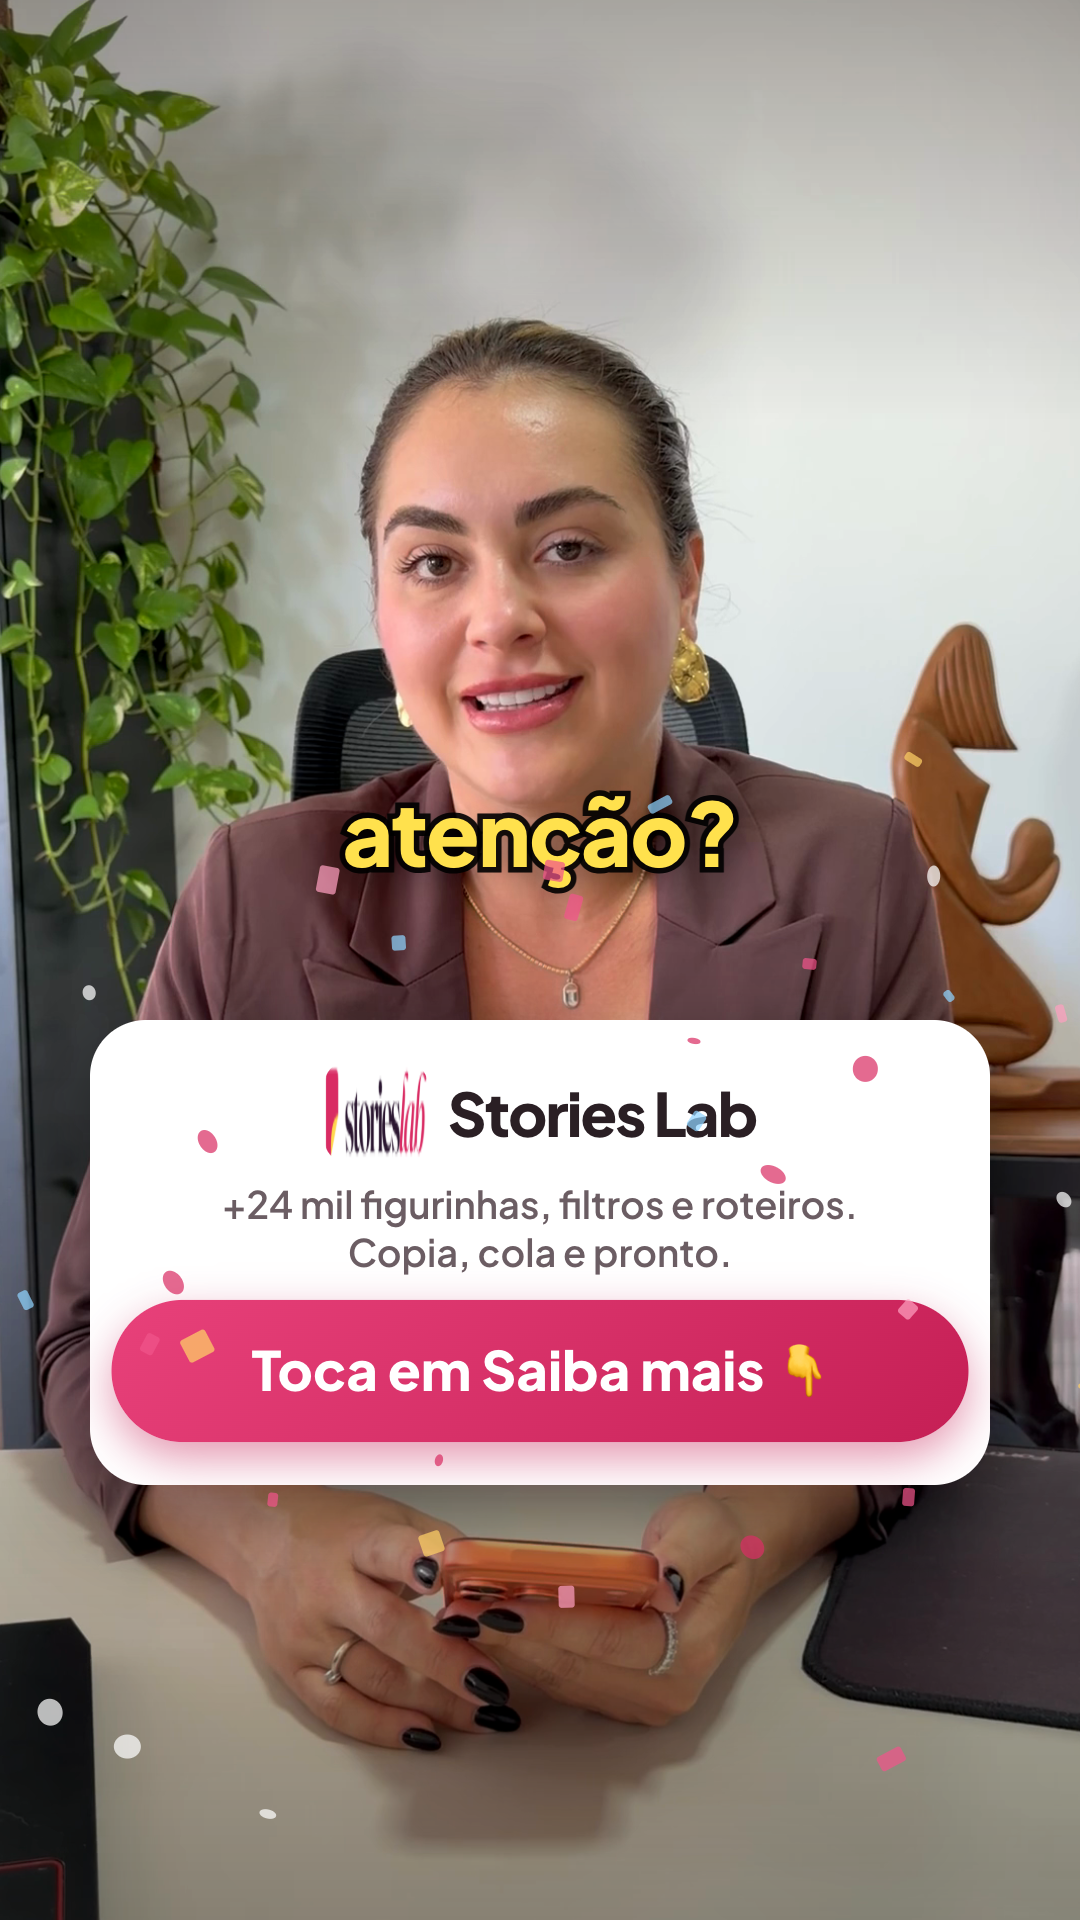 atenção?
storieslab Stories Lab
+24 mil figurinhas, filtros e roteiros.
Copia, cola e pronto.
Toca em Saiba mais 👇